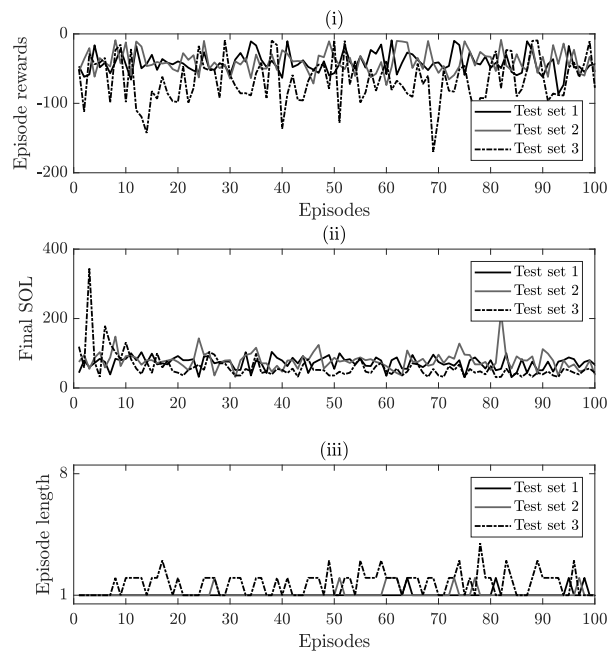 (i)
Episode rewards
0
-100
-200
0 10 20 30 40 50 60 70 80 90 100
Test set 1
Test set 2
Test set 3
Episodes
(ii)
Final SOL
400
200
0
0 10 20 30 40 50 60 70 80 90 100
Test set 1
Test set 2
Test set 3
(iii)
Episode length
8
1
0 10 20 30 40 50 60 70 80 90 100
Test set 1
Test set 2
Test set 3
Episodes